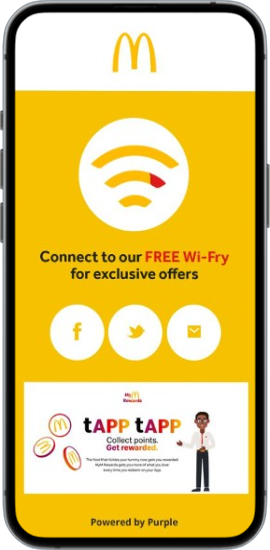 Connect to our FREE Wi-Fry
for exclusive offers
My
Rewards
tAPP tAPP
Collect points.
Get rewarded.
The food that tickles your tummy now gets you rewarded
MyM Rewards gets you more of what you love
every time you redeem on your App
Powered by Purple